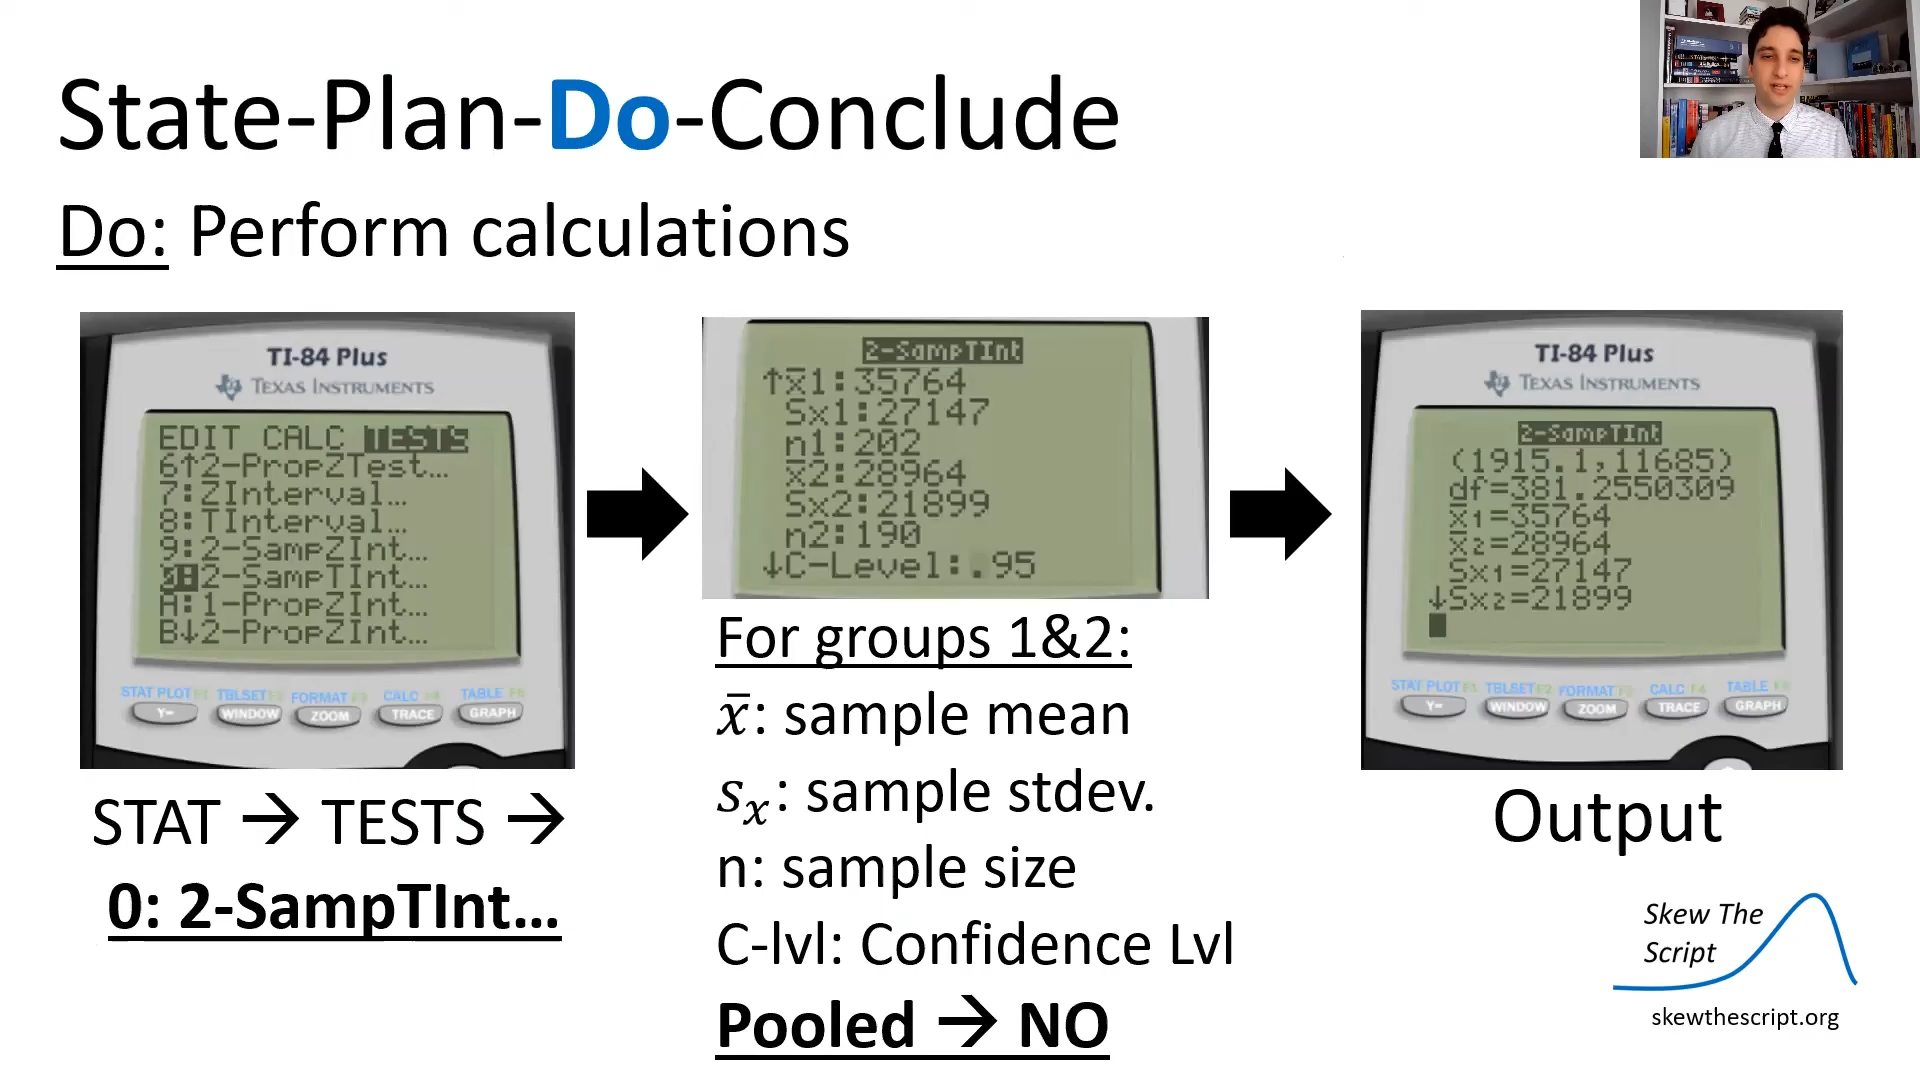 State-Plan-Do-Conclude
Do: Perform calculations
TI-84 Plus
TEXAS INSTRUMENTS
EDIT CALC TESTS
6↑2-PropZTest…
7:ZInterval…
8:TInterval…
9:2-SampZInt…
0:2-SampTInt…
A:1-PropZInt…
B↓2-PropZInt…
STAT PLOT F1 TBLSET F2 FORMAT F3 CALC F4 TABLE F5
Y= WINDOW ZOOM TRACE GRAPH
STAT → TESTS →
0: 2-SampTInt…
2-SampTInt
↑x̄1:35764
Sx1:27147
n1:202
x̄2:28964
Sx2:21899
n2:190
↓C-Level:.95
For groups 1&2:
x̄: sample mean
sₓ: sample stdev.
n: sample size
C-lvl: Confidence Lvl
Pooled → NO
TI-84 Plus
TEXAS INSTRUMENTS
2-SampTInt
(1915.1,11685)
df=381.2550309
x̄1=35764
x̄2=28964
Sx1=27147
↓Sx2=21899
STAT PLOT F1 TBLSET F2 FORMAT F3 CALC F4 TABLE F5
Y= WINDOW ZOOM TRACE GRAPH
Output
Skew The
Script
skewthescript.org